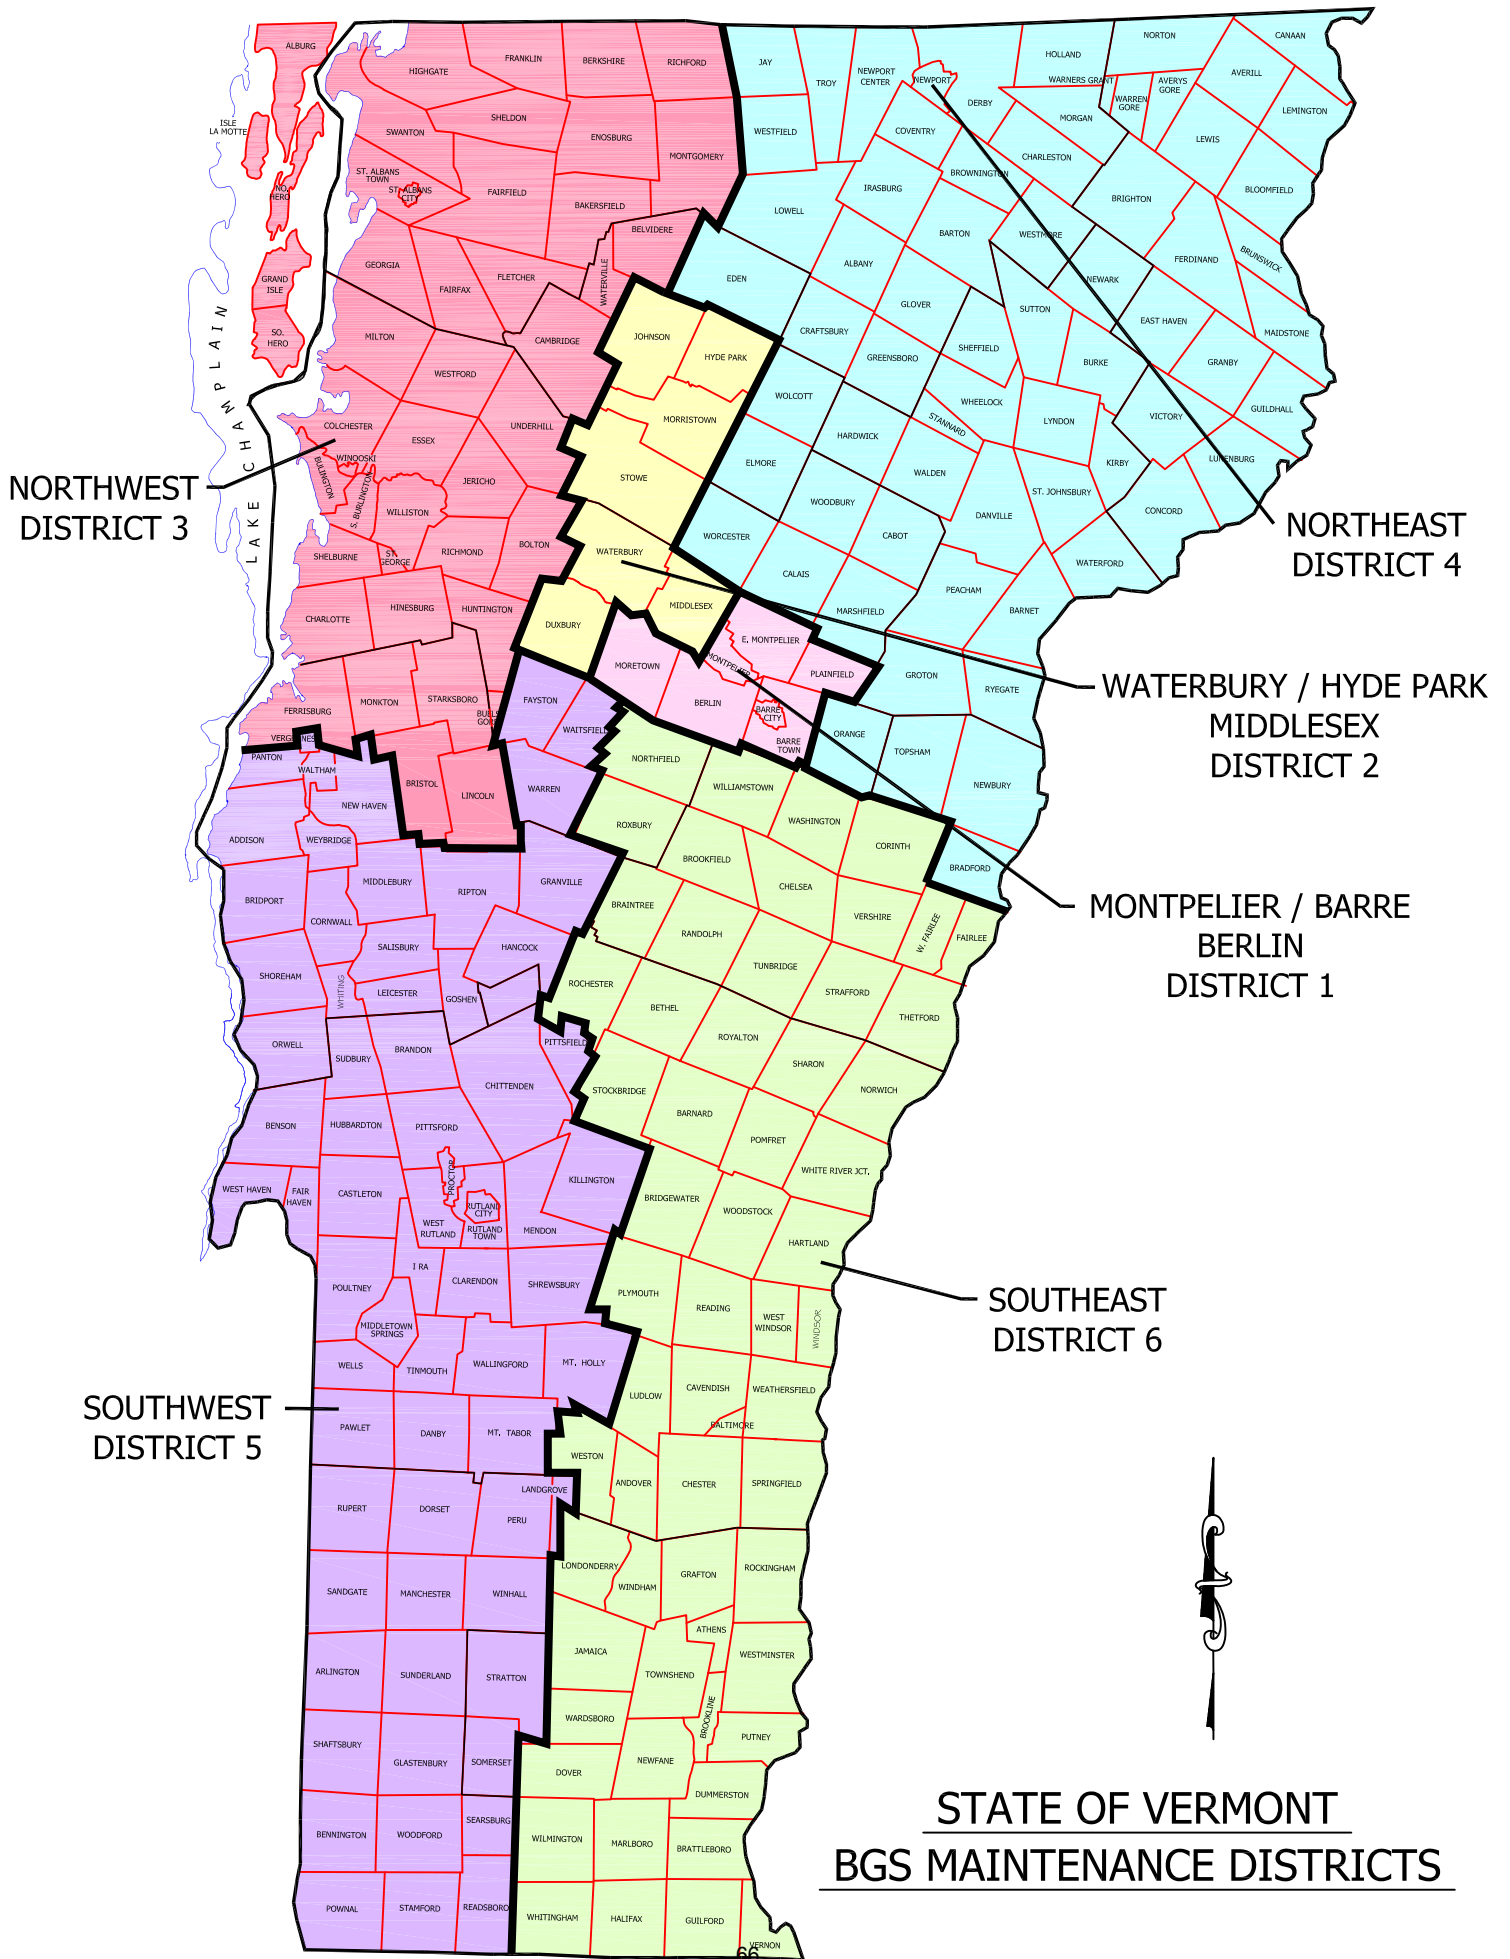 ALBURG
HIGHGATE
FRANKLIN
BERKSHIRE
RICHFORD
JAY
TROY
NEWPORT
CENTER
NEWPORT
DERBY
HOLLAND
NORTON
CANAAN
WARNERS GRANT
AVERYS
GORE
AVERILL
WARREN
GORE
LEMINGTON
ISLE
LA MOTTE
SWANTON
SHELDON
ENOSBURG
MONTGOMERY
WESTFIELD
COVENTRY
MORGAN
LEWIS
CHARLESTON
ST. ALBANS
TOWN
ST. ALBANS
CITY
FAIRFIELD
BAKERSFIELD
IRASBURG
BROWNINGTON
BRIGHTON
BLOOMFIELD
NO.
HERO
BELVIDERE
LOWELL
BARTON
WESTMORE
FERDINAND
BRUNSWICK
GEORGIA
FLETCHER
WATERVILLE
EDEN
ALBANY
NEWARK
GRAND
ISLE
FAIRFAX
GLOVER
SUTTON
EAST HAVEN
MAIDSTONE
SO.
HERO
MILTON
CAMBRIDGE
JOHNSON
HYDE PARK
CRAFTSBURY
GREENSBORO
SHEFFIELD
BURKE
GRANBY
WESTFORD
WOLCOTT
WHEELOCK
STANNARD
LYNDON
VICTORY
GUILDHALL
LAKE CHAMPLAIN
COLCHESTER
ESSEX
UNDERHILL
MORRISTOWN
HARDWICK
WINOOSKI
BULINGTON
S. BURLINGTON
JERICHO
STOWE
ELMORE
WALDEN
KIRBY
LUNENBURG
NORTHWEST
DISTRICT 3
WILLISTON
WOODBURY
ST. JOHNSBURY
DANVILLE
CONCORD
NORTHEAST
DISTRICT 4
SHELBURNE
ST.
GEORGE
RICHMOND
BOLTON
WATERBURY
WORCESTER
CABOT
CALAIS
WATERFORD
PEACHAM
CHARLOTTE
HINESBURG
HUNTINGTON
DUXBURY
MIDDLESEX
MARSHFIELD
BARNET
E. MONTPELIER
MORETOWN
MONTPELIER
PLAINFIELD
GROTON
RYEGATE
WATERBURY / HYDE PARK
MIDDLESEX
DISTRICT 2
FERRISBURG
MONKTON
STARKSBORO
BUELS
GORE
FAYSTON
WAITSFIELD
BERLIN
BARRE
CITY
BARRE
TOWN
ORANGE
TOPSHAM
VERGENNES
PANTON
WALTHAM
NEW HAVEN
BRISTOL
LINCOLN
WARREN
NORTHFIELD
WILLIAMSTOWN
NEWBURY
ADDISON
WEYBRIDGE
ROXBURY
WASHINGTON
CORINTH
BROOKFIELD
BRADFORD
MIDDLEBURY
RIPTON
GRANVILLE
CHELSEA
BRIDPORT
CORNWALL
BRAINTREE
VERSHIRE
W. FAIRLEE
FAIRLEE
MONTPELIER / BARRE
BERLIN
DISTRICT 1
SALISBURY
HANCOCK
RANDOLPH
TUNBRIDGE
SHOREHAM
WHITING
LEICESTER
GOSHEN
ROCHESTER
STRAFFORD
BETHEL
THETFORD
ORWELL
SUDBURY
BRANDON
PITTSFIELD
ROYALTON
SHARON
CHITTENDEN
STOCKBRIDGE
NORWICH
BENSON
HUBBARDTON
PITTSFORD
BARNARD
POMFRET
WEST HAVEN
FAIR
HAVEN
CASTLETON
PROCTOR
KILLINGTON
WHITE RIVER JCT.
BRIDGEWATER
WOODSTOCK
RUTLAND
CITY
WEST
RUTLAND
RUTLAND
TOWN
MENDON
HARTLAND
I RA
POULTNEY
CLARENDON
SHREWSBURY
PLYMOUTH
READING
WEST
WINDSOR
WINDSOR
SOUTHEAST
DISTRICT 6
MIDDLETOWN
SPRINGS
WELLS
TINMOUTH
WALLINGFORD
MT. HOLLY
LUDLOW
CAVENDISH
WEATHERSFIELD
SOUTHWEST
DISTRICT 5
PAWLET
DANBY
MT. TABOR
BALTIMORE
WESTON
ANDOVER
CHESTER
SPRINGFIELD
RUPERT
DORSET
LANDGROVE
PERU
LONDONDERRY
WINDHAM
GRAFTON
ROCKINGHAM
SANDGATE
MANCHESTER
WINHALL
ATHENS
JAMAICA
WESTMINSTER
ARLINGTON
SUNDERLAND
STRATTON
TOWNSHEND
BROOKLINE
WARDSBORO
SHAFTSBURY
GLASTENBURY
SOMERSET
PUTNEY
DOVER
NEWFANE
DUMMERSTON
STATE OF VERMONT
BENNINGTON
WOODFORD
SEARSBURG
WILMINGTON
MARLBORO
BRATTLEBORO
BGS MAINTENANCE DISTRICTS
POWNAL
STAMFORD
READSBORO
WHITINGHAM
HALIFAX
GUILFORD
VERNON
66